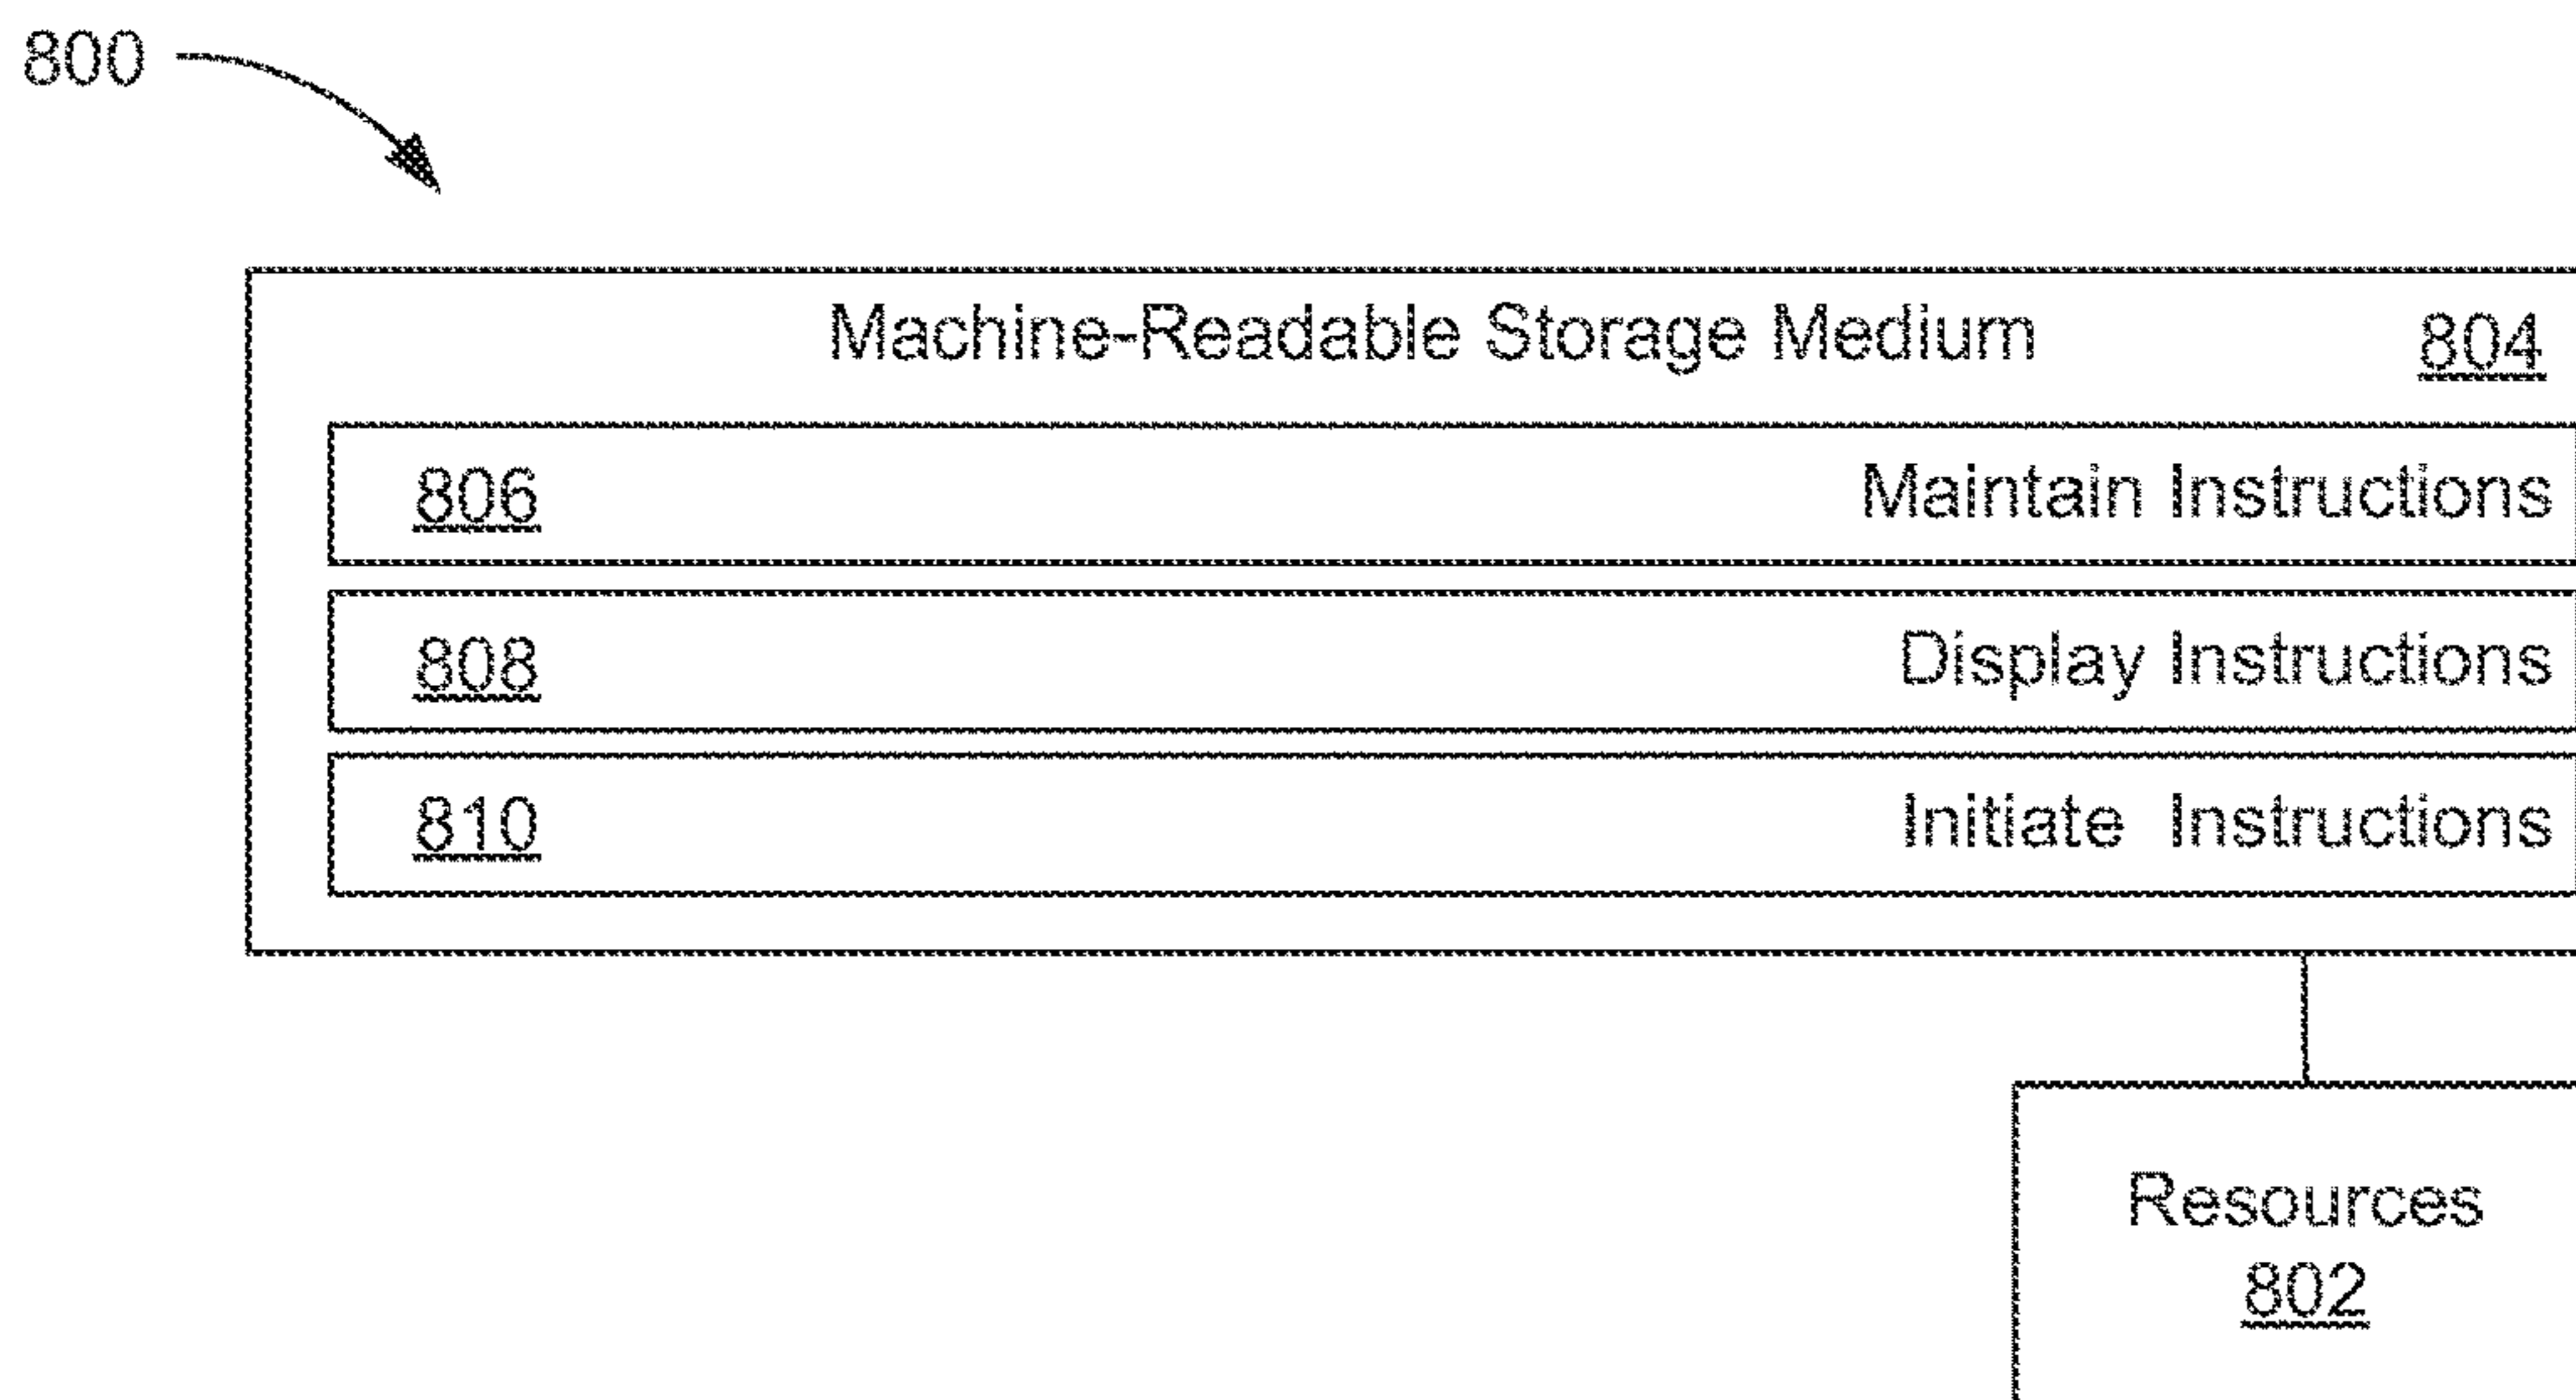 800
Machine-Readable Storage Medium 804
806 Maintain Instructions
808 Display Instructions
810 Initiate Instructions
Resources
802